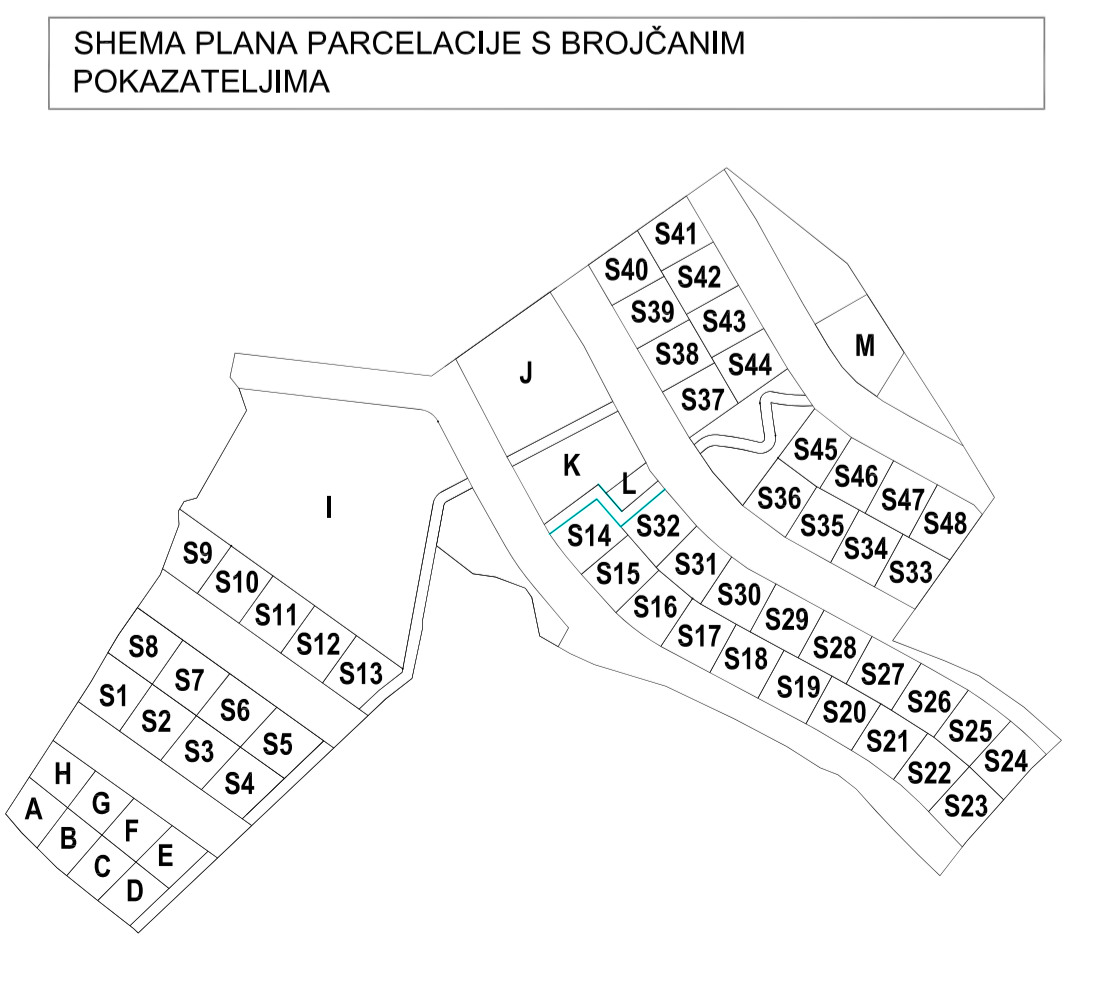 SHEMA PLANA PARCELACIJE S BROJČANIM
POKAZATELJIMA
S41
S40
S42
S39
S43
M
S38
S44
J
S37
S45
K
S46
L
S36
S47
I
S48
S32
S35
S14
S34
S9
S31
S33
S15
S10
S30
S16
S11
S29
S17
S12
S28
S8
S18
S13
S27
S7
S19
S1
S26
S6
S20
S2
S25
S5
S21
S3
S24
H
S22
S4
G
A
S23
F
B
E
C
D